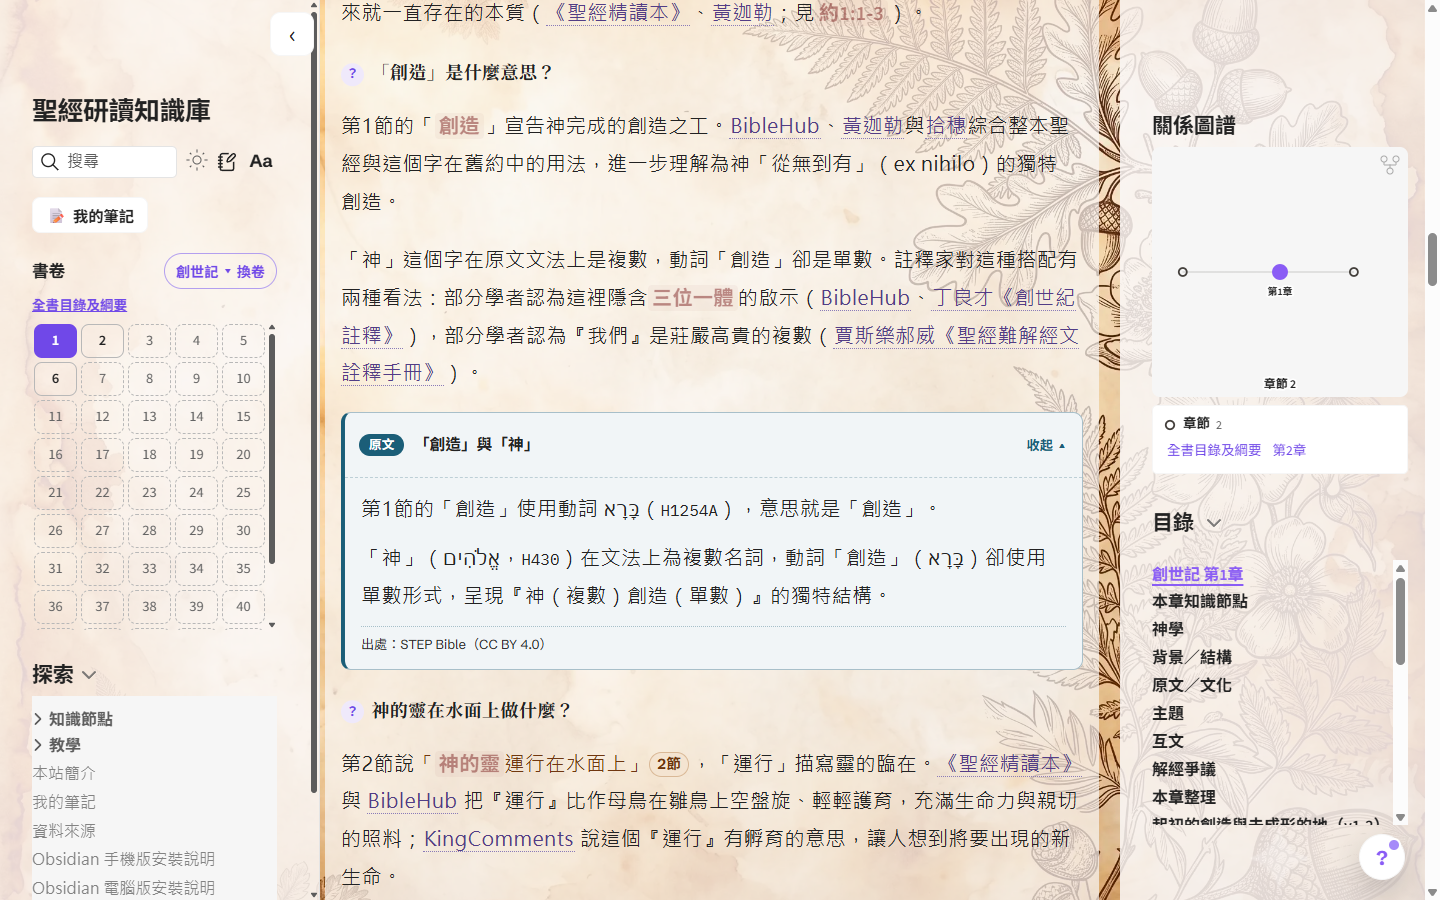 ‹
聖經研讀知識庫
搜尋
Aa
我的筆記
書卷
創世記 ▾ 換卷
全書目錄及綱要
1 2 3 4 5
6 7 8 9 10
11 12 13 14 15
16 17 18 19 20
21 22 23 24 25
26 27 28 29 30
31 32 33 34 35
36 37 38 39 40
探索
知識節點
教學
本站簡介
我的筆記
資料來源
Obsidian 手機版安裝說明
Obsidian 電腦版安裝說明
來就一直存在的本質（《聖經精讀本》、黃迦勒；見 約1:1-3 ）。
? 「創造」是什麼意思？
第1節的「 創造 」宣告神完成的創造之工。BibleHub、黃迦勒與拾穗綜合整本聖
經與這個字在舊約中的用法，進一步理解為神「從無到有」（ex nihilo）的獨特
創造。
「神」這個字在原文文法上是複數，動詞「創造」卻是單數。註釋家對這種搭配有
兩種看法：部分學者認為這裡隱含 三位一體 的啟示（BibleHub、丁良才《創世紀
註釋》），部分學者認為『我們』是莊嚴高貴的複數（賈斯樂郝威《聖經難解經文
詮釋手冊》）。
原文 「創造」與「神」 收起 ▲
第1節的「創造」使用動詞 בָּרָא（H1254A），意思就是「創造」。
「神」（אֱלֹהִים，H430）在文法上為複數名詞，動詞「創造」（בָּרָא）卻使用
單數形式，呈現『神（複數）創造（單數）』的獨特結構。
出處：STEP Bible（CC BY 4.0）
? 神的靈在水面上做什麼？
第2節說「 神的靈 運行在水面上」 2節 ，「運行」描寫靈的臨在。《聖經精讀本》
與 BibleHub 把『運行』比作母鳥在雛鳥上空盤旋、輕輕護育，充滿生命力與親切
的照料；KingComments 說這個『運行』有孵育的意思，讓人想到將要出現的新
生命。
關係圖譜
第1章
章節 2
章節 2
全書目錄及綱要 第2章
目錄
創世記 第1章
本章知識節點
神學
背景／結構
原文／文化
主題
互文
解經爭議
本章整理
起初的創造與未成形的地（v1-2）
?